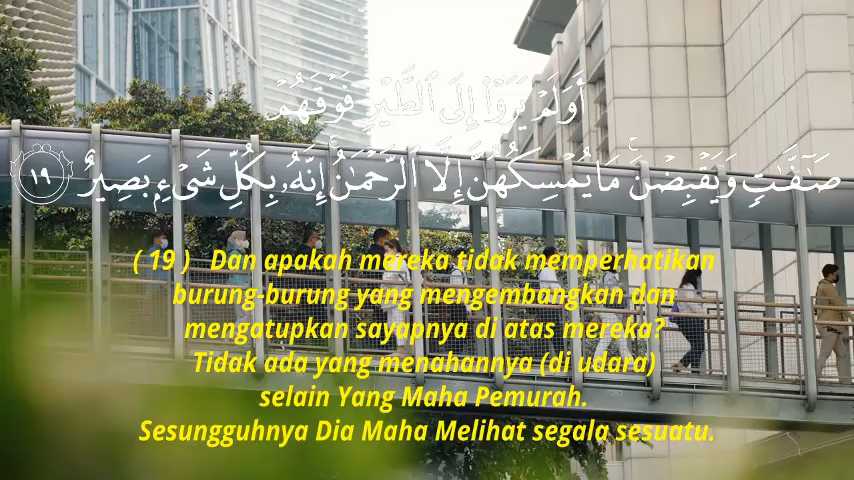 أَوَلَمْ يَرَوْا۟ إِلَى ٱلطَّيْرِ فَوْقَهُمْ
صَـٰٓفَّـٰتٍ وَيَقْبِضْنَ ۚ مَا يُمْسِكُهُنَّ إِلَّا ٱلرَّحْمَـٰنُ ۚ إِنَّهُۥ بِكُلِّ شَىْءٍۭ بَصِيرٌ ١٩
( 19 ) Dan apakah mereka tidak memperhatikan
burung-burung yang mengembangkan dan
mengatupkan sayapnya di atas mereka?
Tidak ada yang menahannya (di udara)
selain Yang Maha Pemurah.
Sesungguhnya Dia Maha Melihat segala sesuatu.